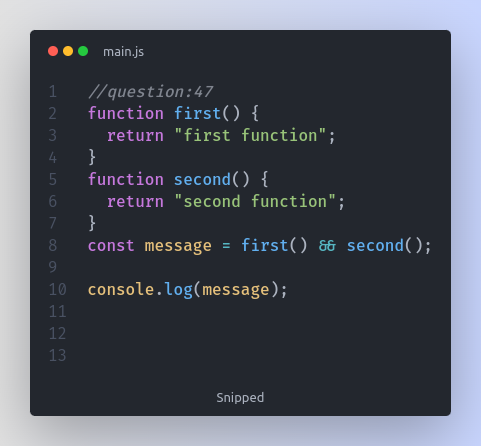 main.js
1 //question:47
2 function first() {
3   return "first function";
4 }
5 function second() {
6   return "second function";
7 }
8 const message = first() && second();
9
10 console.log(message);
11
12
13
Snipped